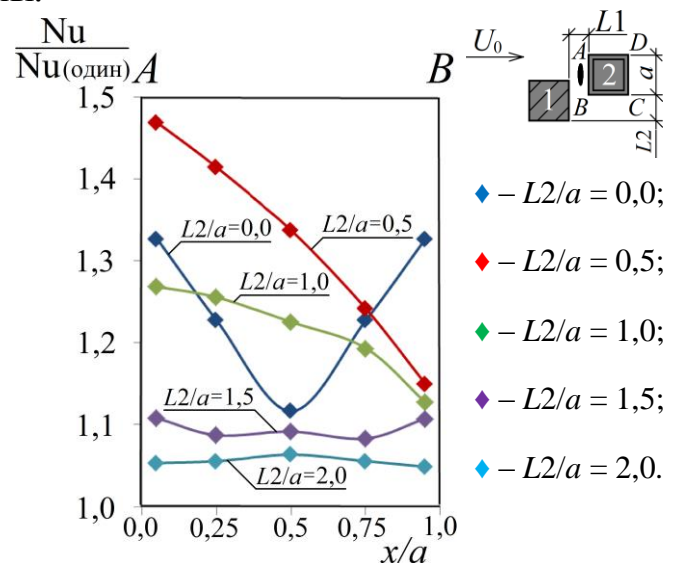 Nu
Nu(один)
A
B
U₀
L1
A
D
1
2
a
B
C
L2
1,5
1,4
1,3
1,2
1,1
1,0
L2/a=0,0
L2/a=0,5
L2/a=1,0
L2/a=1,5
L2/a=2,0
0,0 0,25 0,5 0,75 1,0
x/a
♦ – L2/a = 0,0;
♦ – L2/a = 0,5;
♦ – L2/a = 1,0;
♦ – L2/a = 1,5;
♦ – L2/a = 2,0.